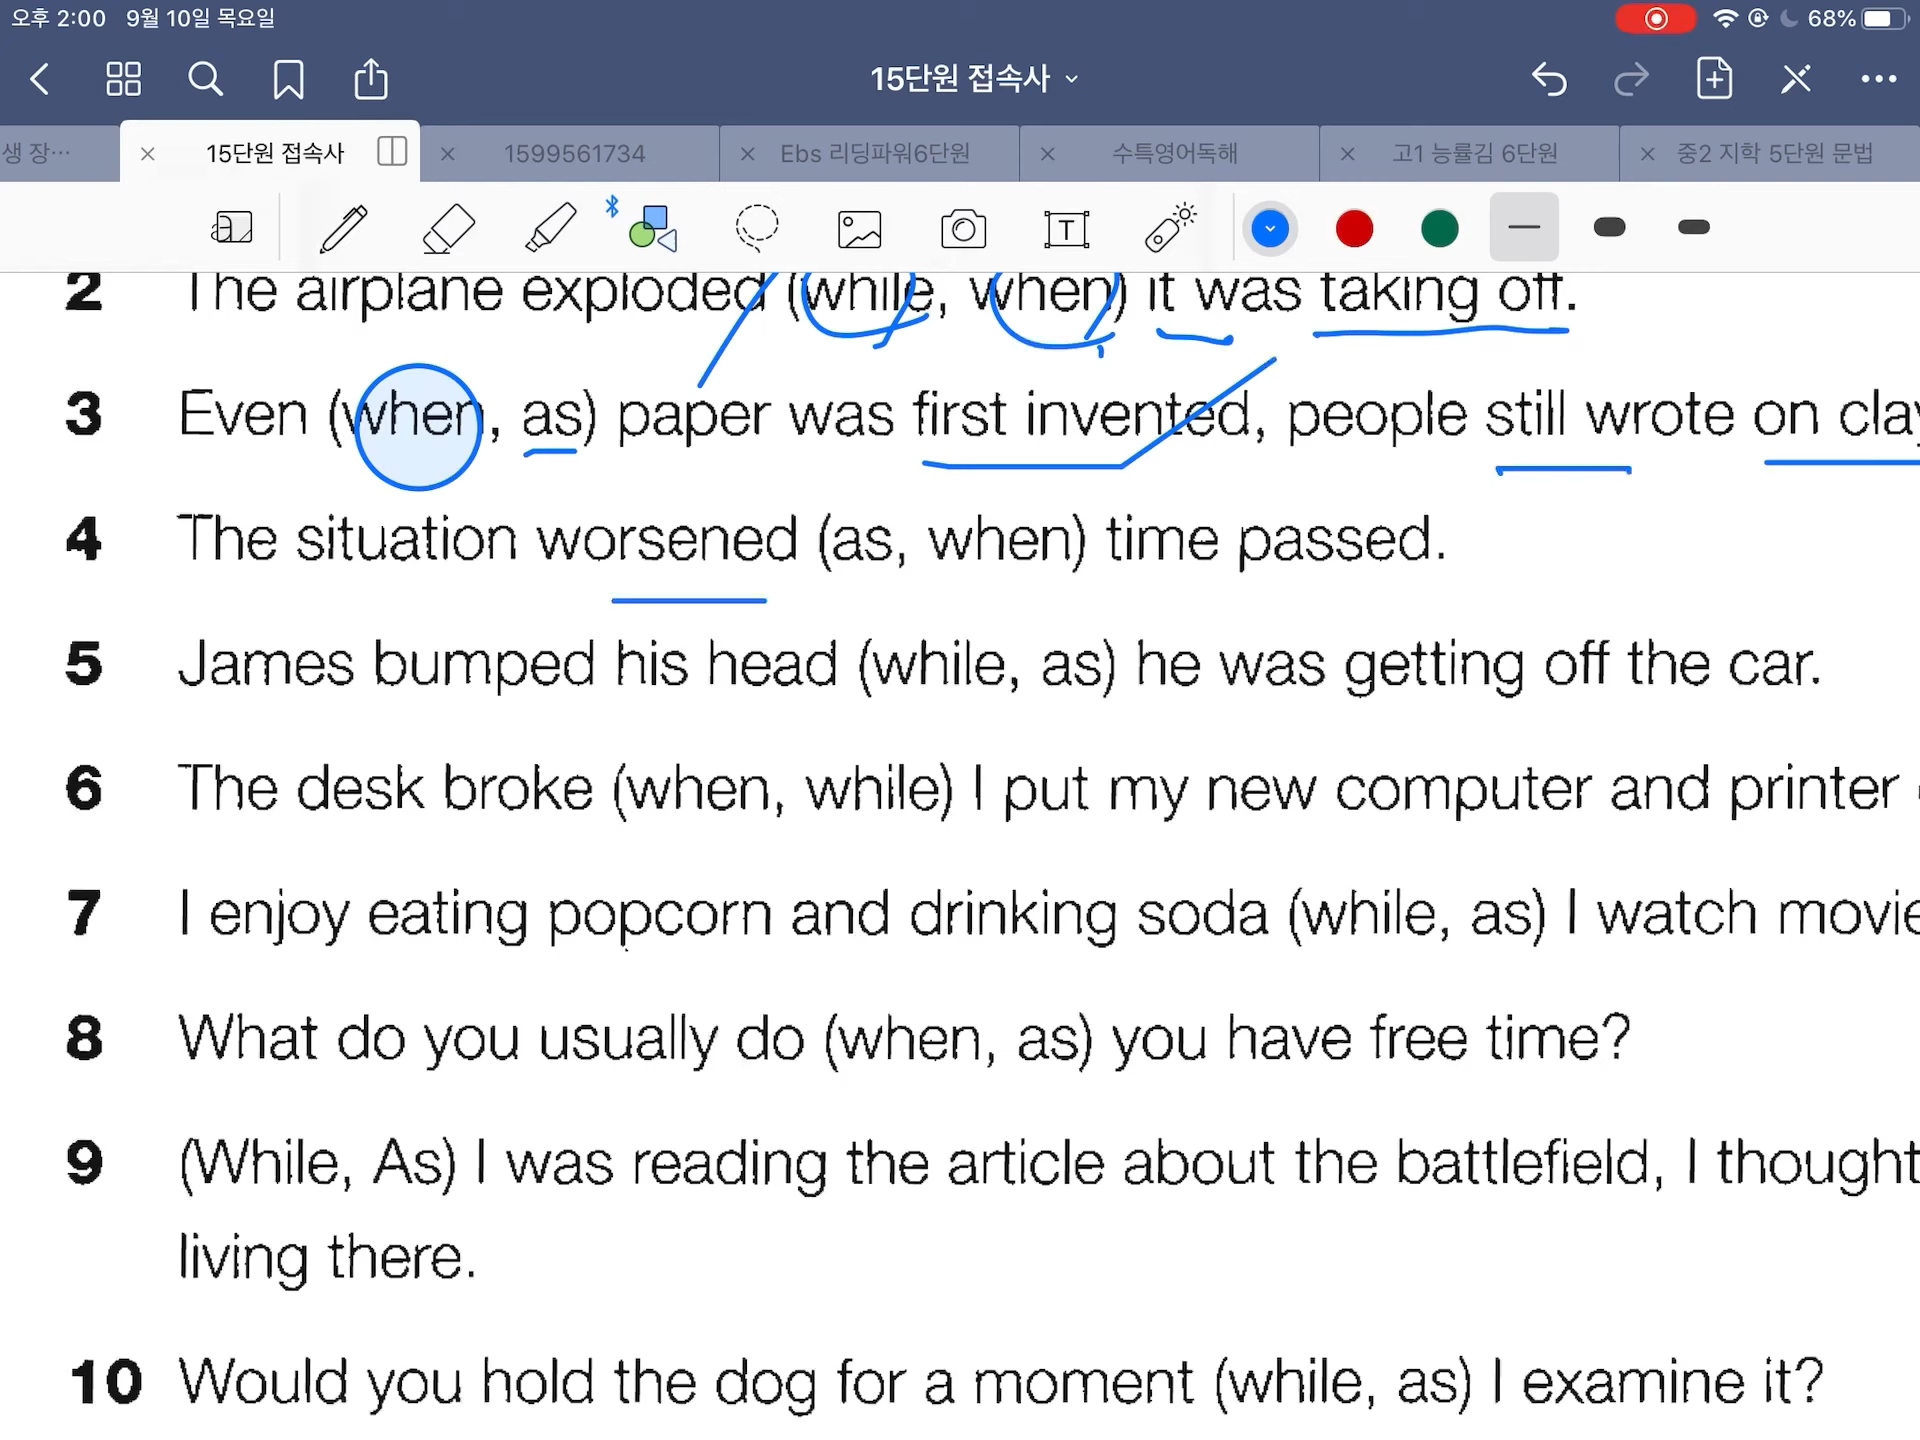 오후 2:00 9월 10일 목요일 68%
15단원 접속사
생 장… 15단원 접속사 1599561734 Ebs 리딩파워6단원 수특영어독해 고1 능률김 6단원 중2 지학 5단원 문법
2 The airplane exploded (while, when) it was taking off.
3 Even (when, as) paper was first invented, people still wrote on clay
4 The situation worsened (as, when) time passed.
5 James bumped his head (while, as) he was getting off the car.
6 The desk broke (when, while) I put my new computer and printer
7 I enjoy eating popcorn and drinking soda (while, as) I watch movie
8 What do you usually do (when, as) you have free time?
9 (While, As) I was reading the article about the battlefield, I thought
living there.
10 Would you hold the dog for a moment (while, as) I examine it?